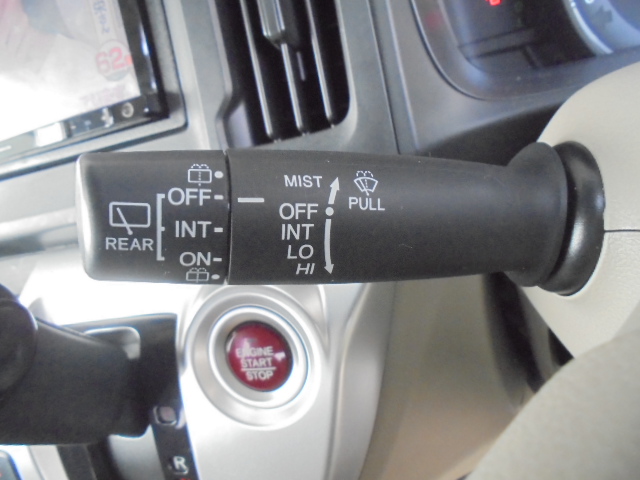 OFF
INT
REAR
ON
MIST
OFF
PULL
INT
LO
HI
ENGINE
START
STOP
R